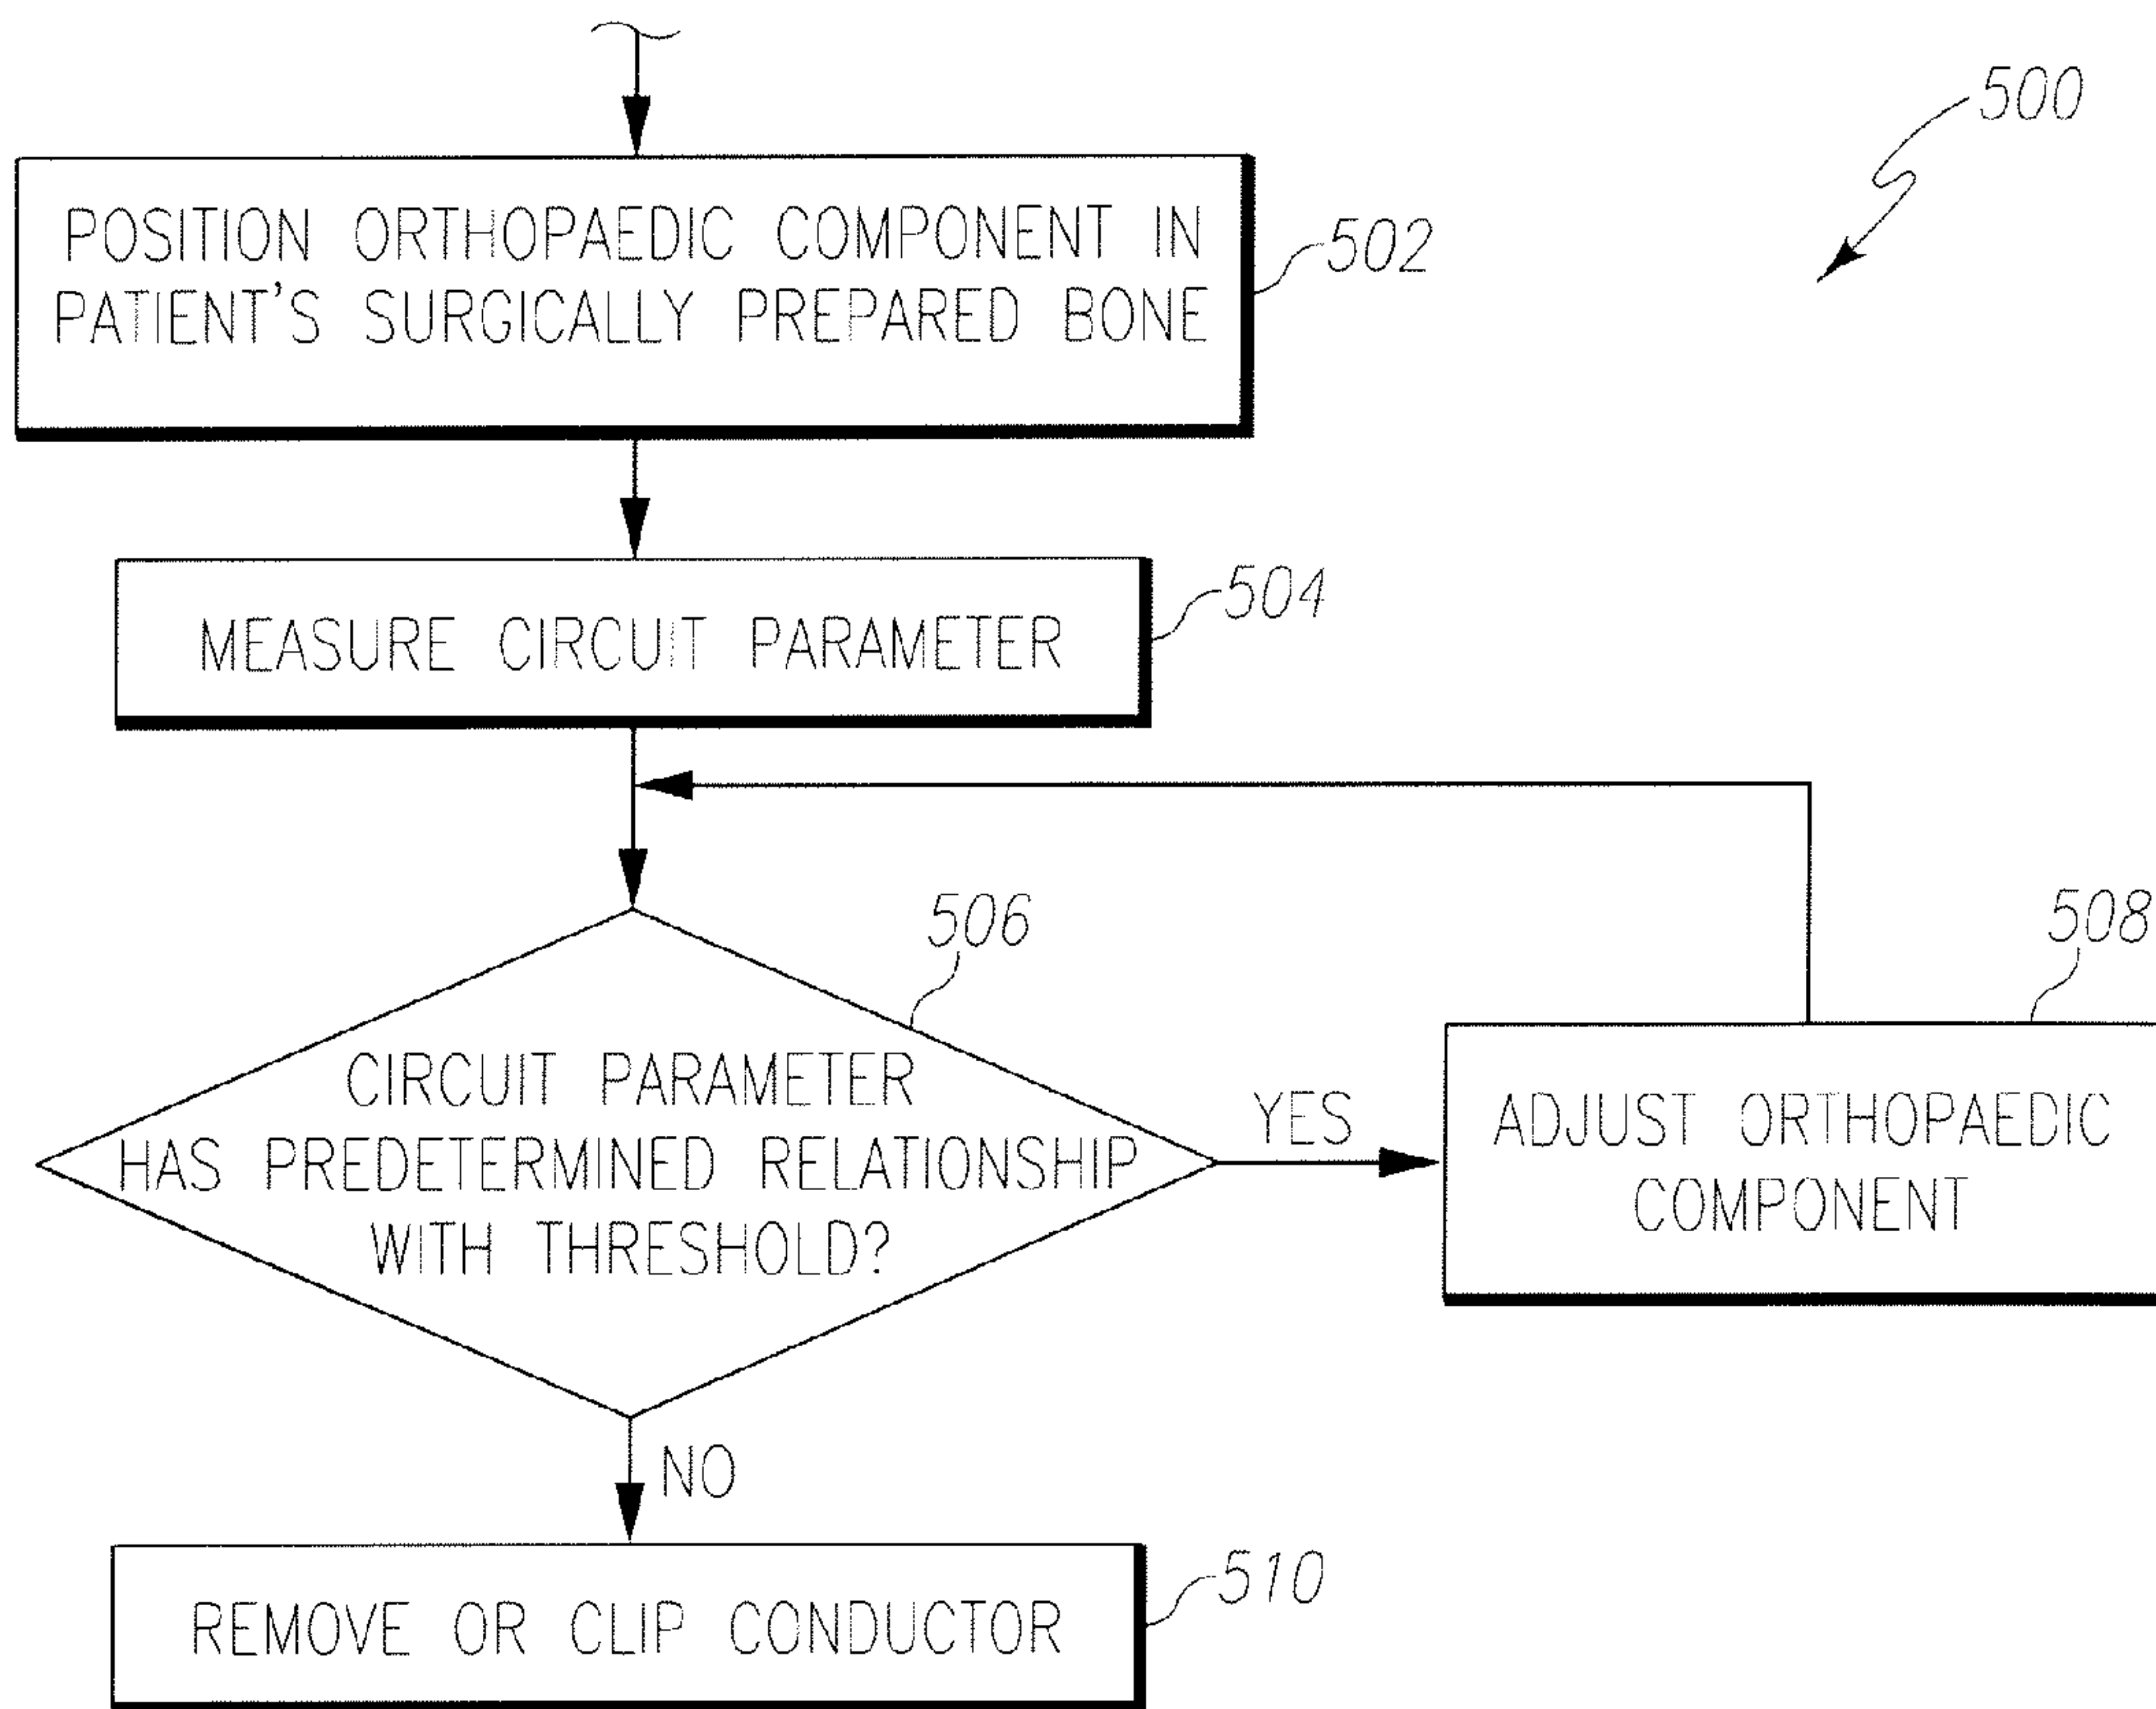 500
POSITION ORTHOPAEDIC COMPONENT IN
PATIENT'S SURGICALLY PREPARED BONE
502
MEASURE CIRCUIT PARAMETER
504
506
CIRCUIT PARAMETER
HAS PREDETERMINED RELATIONSHIP
WITH THRESHOLD?
YES
508
ADJUST ORTHOPAEDIC
COMPONENT
NO
REMOVE OR CLIP CONDUCTOR
510